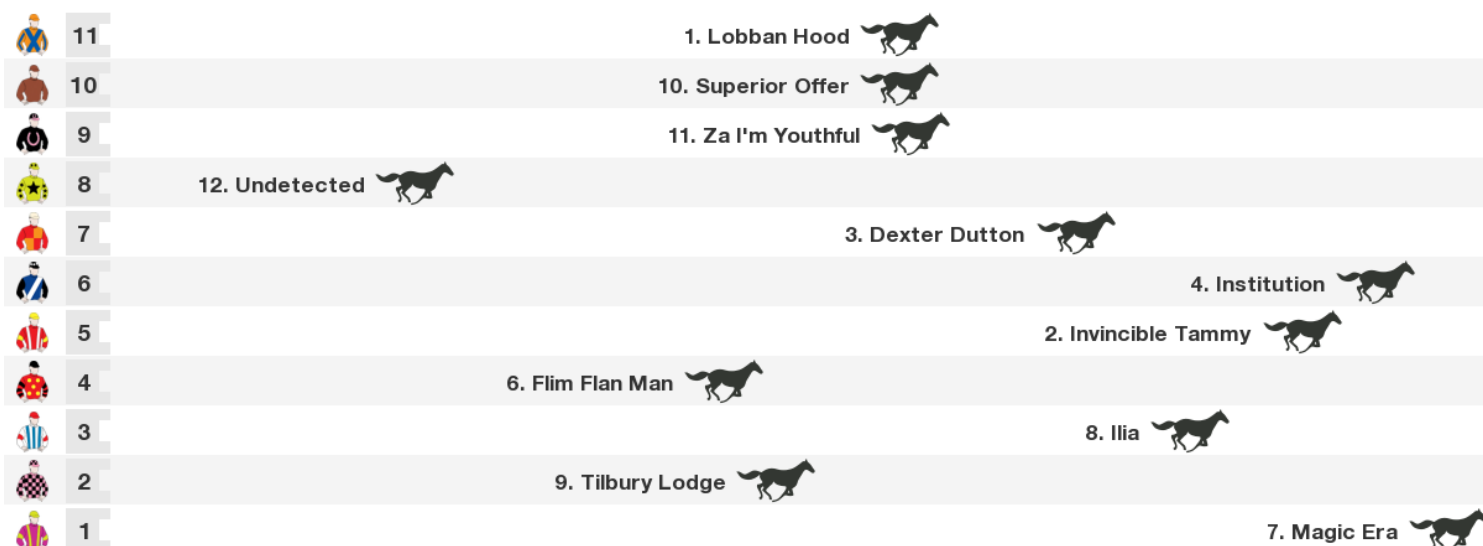 11 1. Lobban Hood
10 10. Superior Offer
9 11. Za I'm Youthful
8 12. Undetected
7 3. Dexter Dutton
6 4. Institution
5 2. Invincible Tammy
4 6. Flim Flan Man
3 8. Ilia
2 9. Tilbury Lodge
1 7. Magic Era